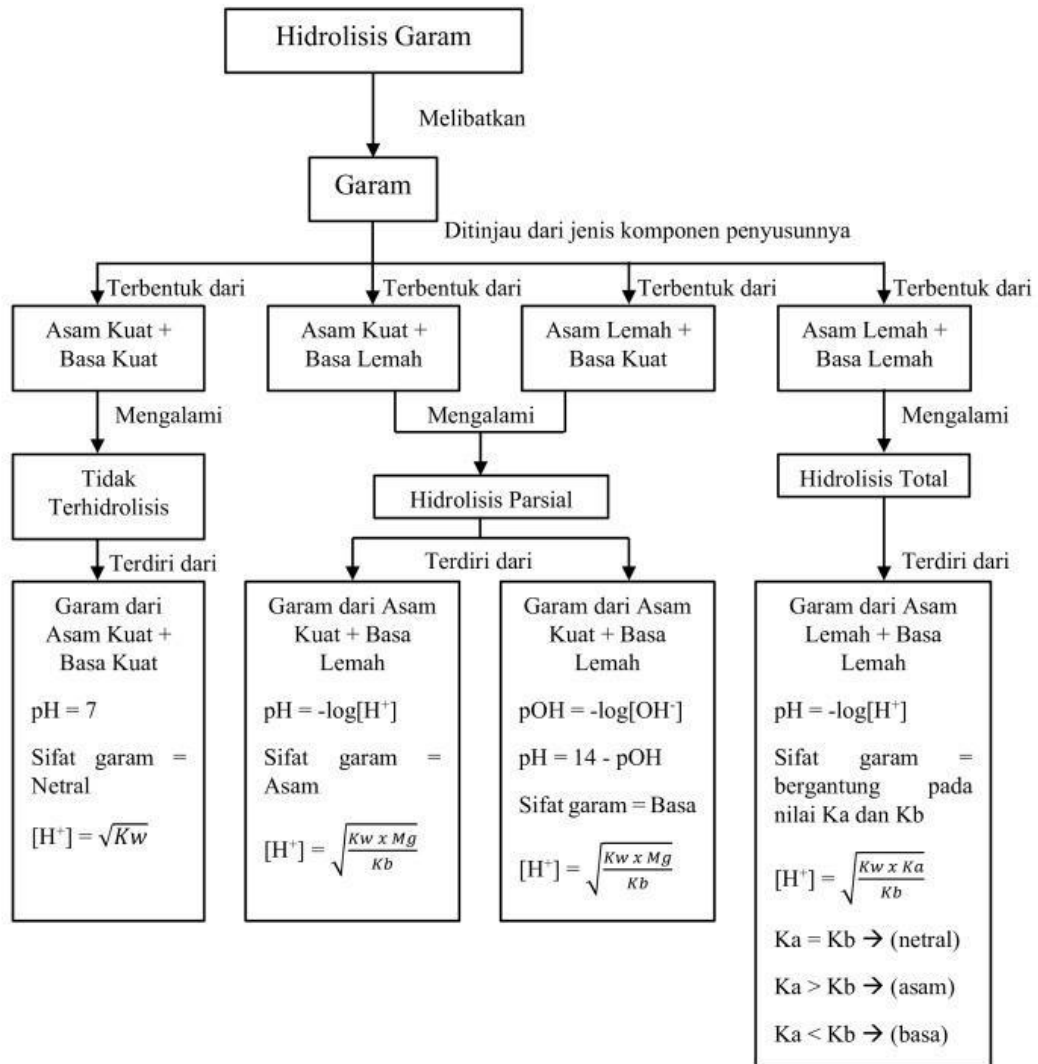 Hidrolisis Garam
Melibatkan
Garam
Ditinjau dari jenis komponen penyusunnya
Terbentuk dari
Terbentuk dari
Terbentuk dari
Terbentuk dari
Asam Kuat +
Basa Kuat
Asam Kuat +
Basa Lemah
Asam Lemah +
Basa Kuat
Asam Lemah +
Basa Lemah
Mengalami
Mengalami
Mengalami
Tidak
Terhidrolisis
Hidrolisis Parsial
Hidrolisis Total
Terdiri dari
Terdiri dari
Terdiri dari
Garam dari
Asam Kuat +
Basa Kuat
pH = 7
Sifat garam =
Netral
[H⁺] = √Kw
Garam dari Asam
Kuat + Basa
Lemah
pH = -log[H⁺]
Sifat garam =
Asam
[H⁺] = √(Kw x Mg / Kb)
Garam dari Asam
Kuat + Basa
Lemah
pOH = -log[OH⁻]
pH = 14 - pOH
Sifat garam = Basa
[H⁺] = √(Kw x Mg / Kb)
Garam dari Asam
Lemah + Basa
Lemah
pH = -log[H⁺]
Sifat garam =
bergantung pada
nilai Ka dan Kb
[H⁺] = √(Kw x Ka / Kb)
Ka = Kb → (netral)
Ka > Kb → (asam)
Ka < Kb → (basa)